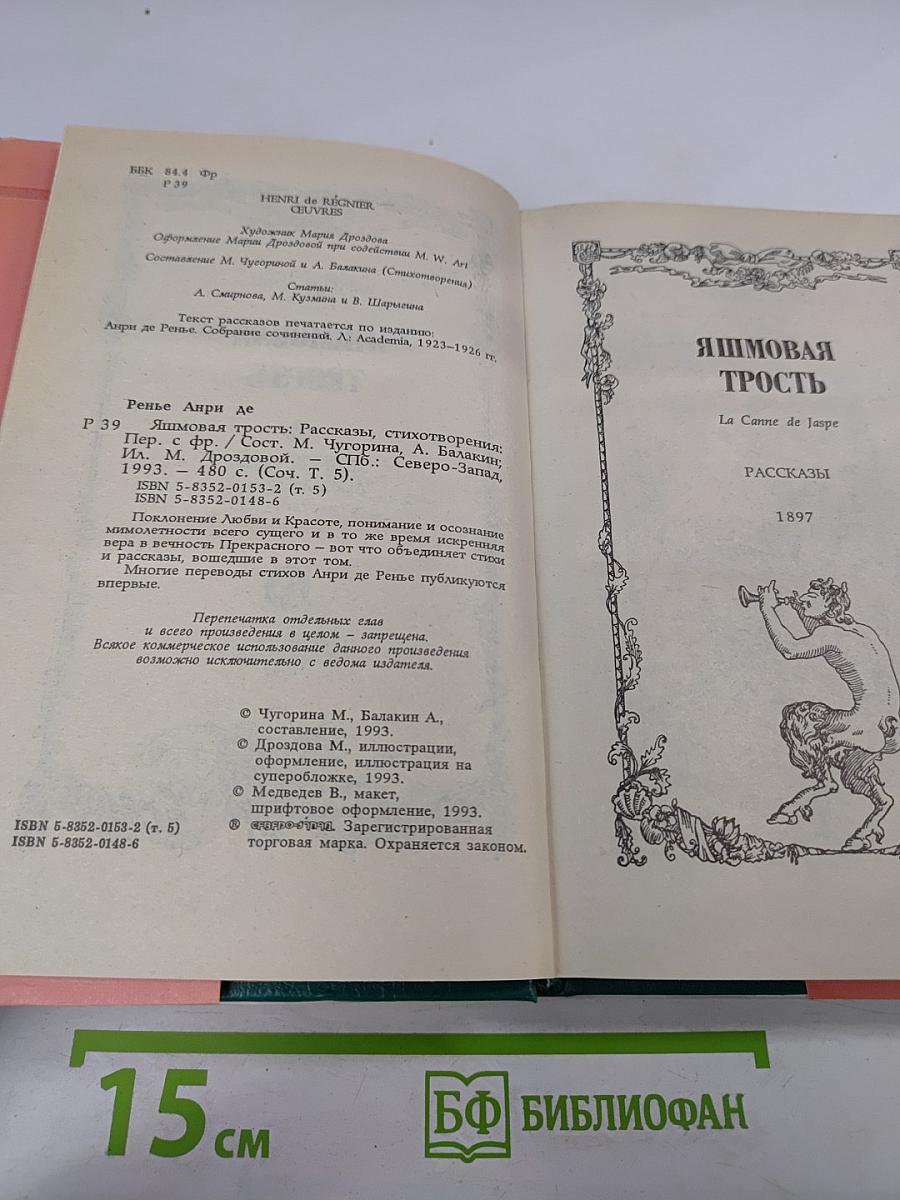 ББК 84.4 Фр
Р 39
HENRI de RÉGNIER
ŒUVRES
Художник Мария Дроздова
Оформление Марии Дроздовой при содействии M. W. Art
Составление М. Чугориной и А. Балакина (Стихотворения)
Статьи:
А. Смирнова, М. Кузмина и В. Шарыгина
Текст рассказов печатается по изданию:
Анри де Ренье. Собрание сочинений. Л.: Academia, 1923–1926 гг.
Ренье Анри де
Р 39 Яшмовая трость: Рассказы, стихотворения:
Пер. с фр. / Сост. М. Чугорина, А. Балакин;
Ил. М. Дроздовой. – СПб.: Северо-Запад,
1993. – 480 с. (Соч. Т. 5).
ISBN 5-8352-0153-2 (т. 5)
ISBN 5-8352-0148-6
Поклонение Любви и Красоте, понимание и осознание
мимолетности всего сущего и в то же время искренняя
вера в вечность Прекрасного – вот что объединяет стихи
и рассказы, вошедшие в этот том.
Многие переводы стихов Анри де Ренье публикуются
впервые.
Перепечатка отдельных глав
и всего произведения в целом – запрещена.
Всякое коммерческое использование данного произведения
возможно исключительно с ведома издателя.
© Чугорина М., Балакин А.,
составление, 1993.
© Дроздова М., иллюстрации,
оформление, иллюстрация на
суперобложке, 1993.
© Медведев В., макет,
шрифтовое оформление, 1993.
® Зарегистрированная
торговая марка. Охраняется законом.
ISBN 5-8352-0153-2 (т. 5)
ISBN 5-8352-0148-6
ЯШМОВАЯ
ТРОСТЬ
La Canne de Jaspe
РАССКАЗЫ
1897
15 см
БФ БИБЛИОФАН